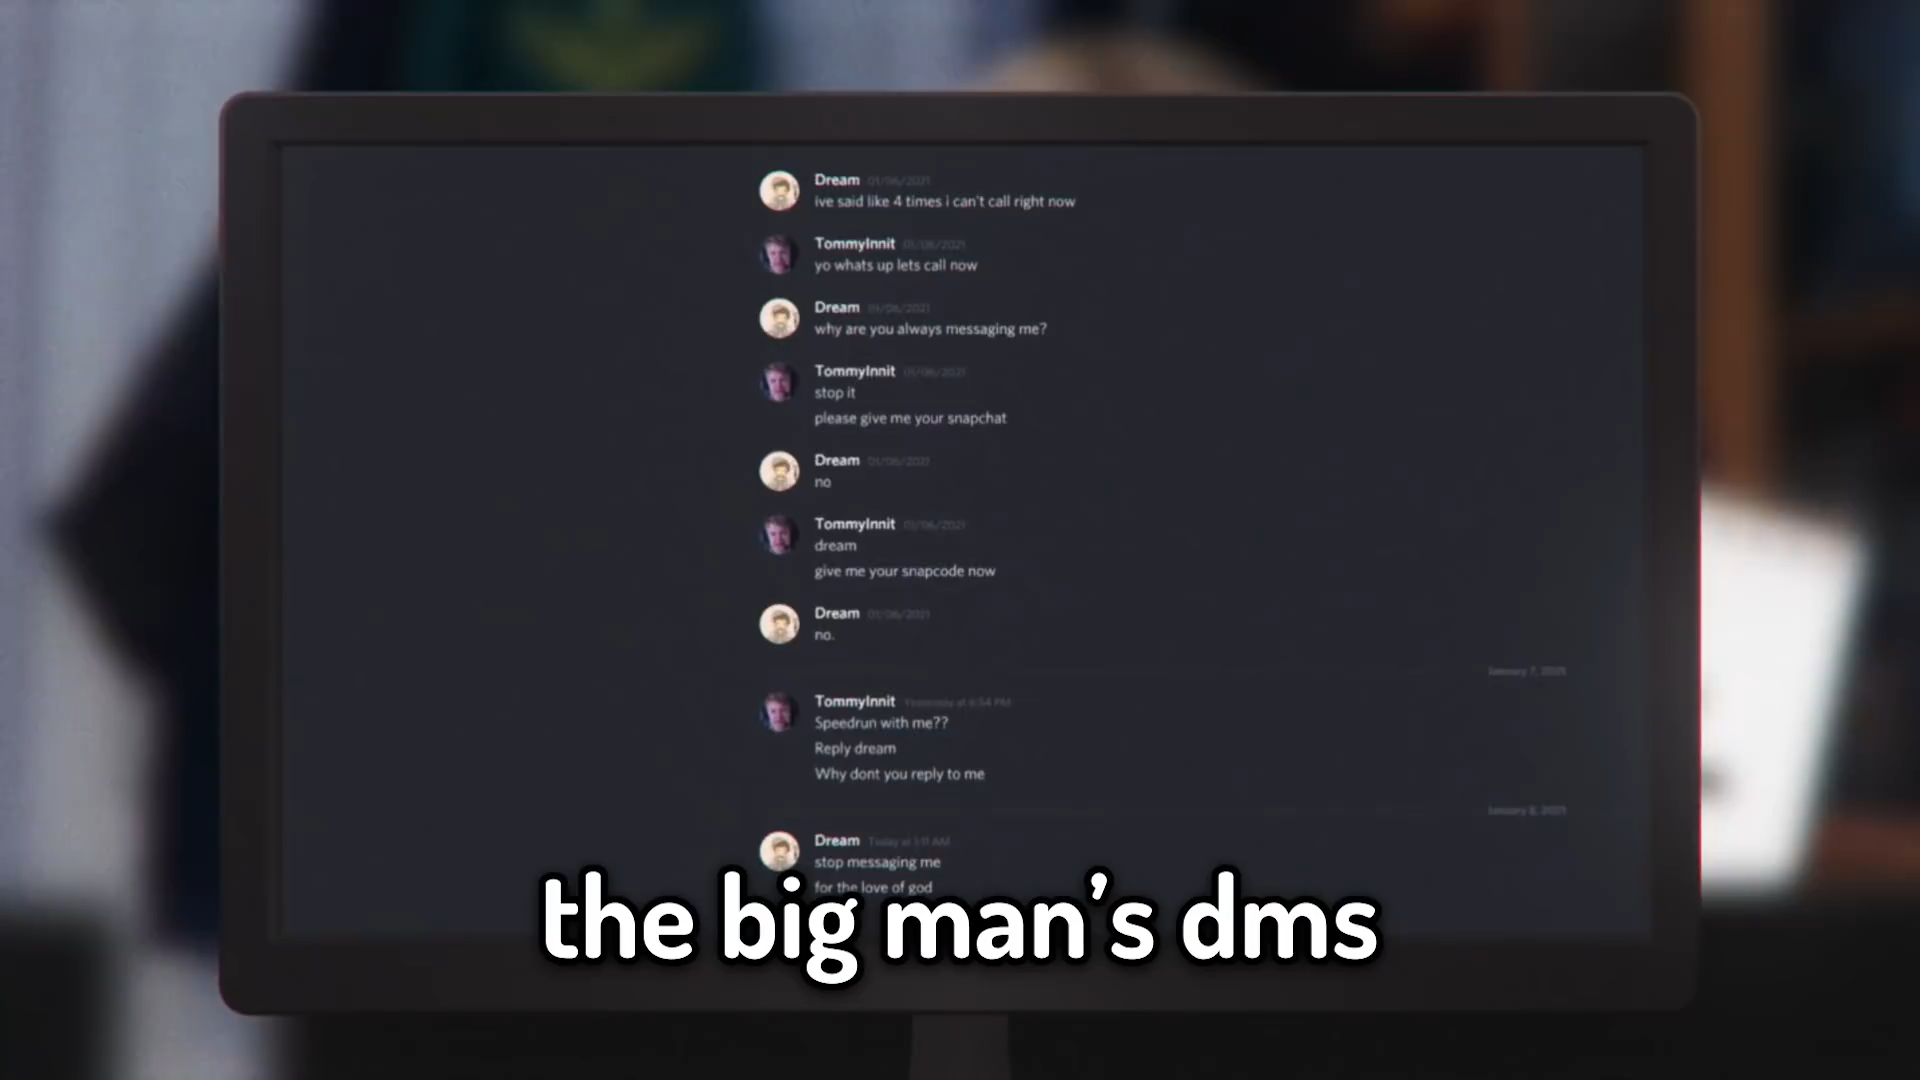 Dream 01/06/2021
ive said like 4 times i can't call right now
TommyInnit 01/06/2021
yo whats up lets call now
Dream 01/06/2021
why are you always messaging me?
TommyInnit 01/06/2021
stop it
please give me your snapchat
Dream 01/06/2021
no
TommyInnit 01/06/2021
dream
give me your snapcode now
Dream 01/06/2021
no.
January 7, 2021
TommyInnit Yesterday at 6:54 PM
Speedrun with me??
Reply dream
Why dont you reply to me
January 8, 2021
Dream Today at AM
stop messaging me
for the love of god
the big man's dms